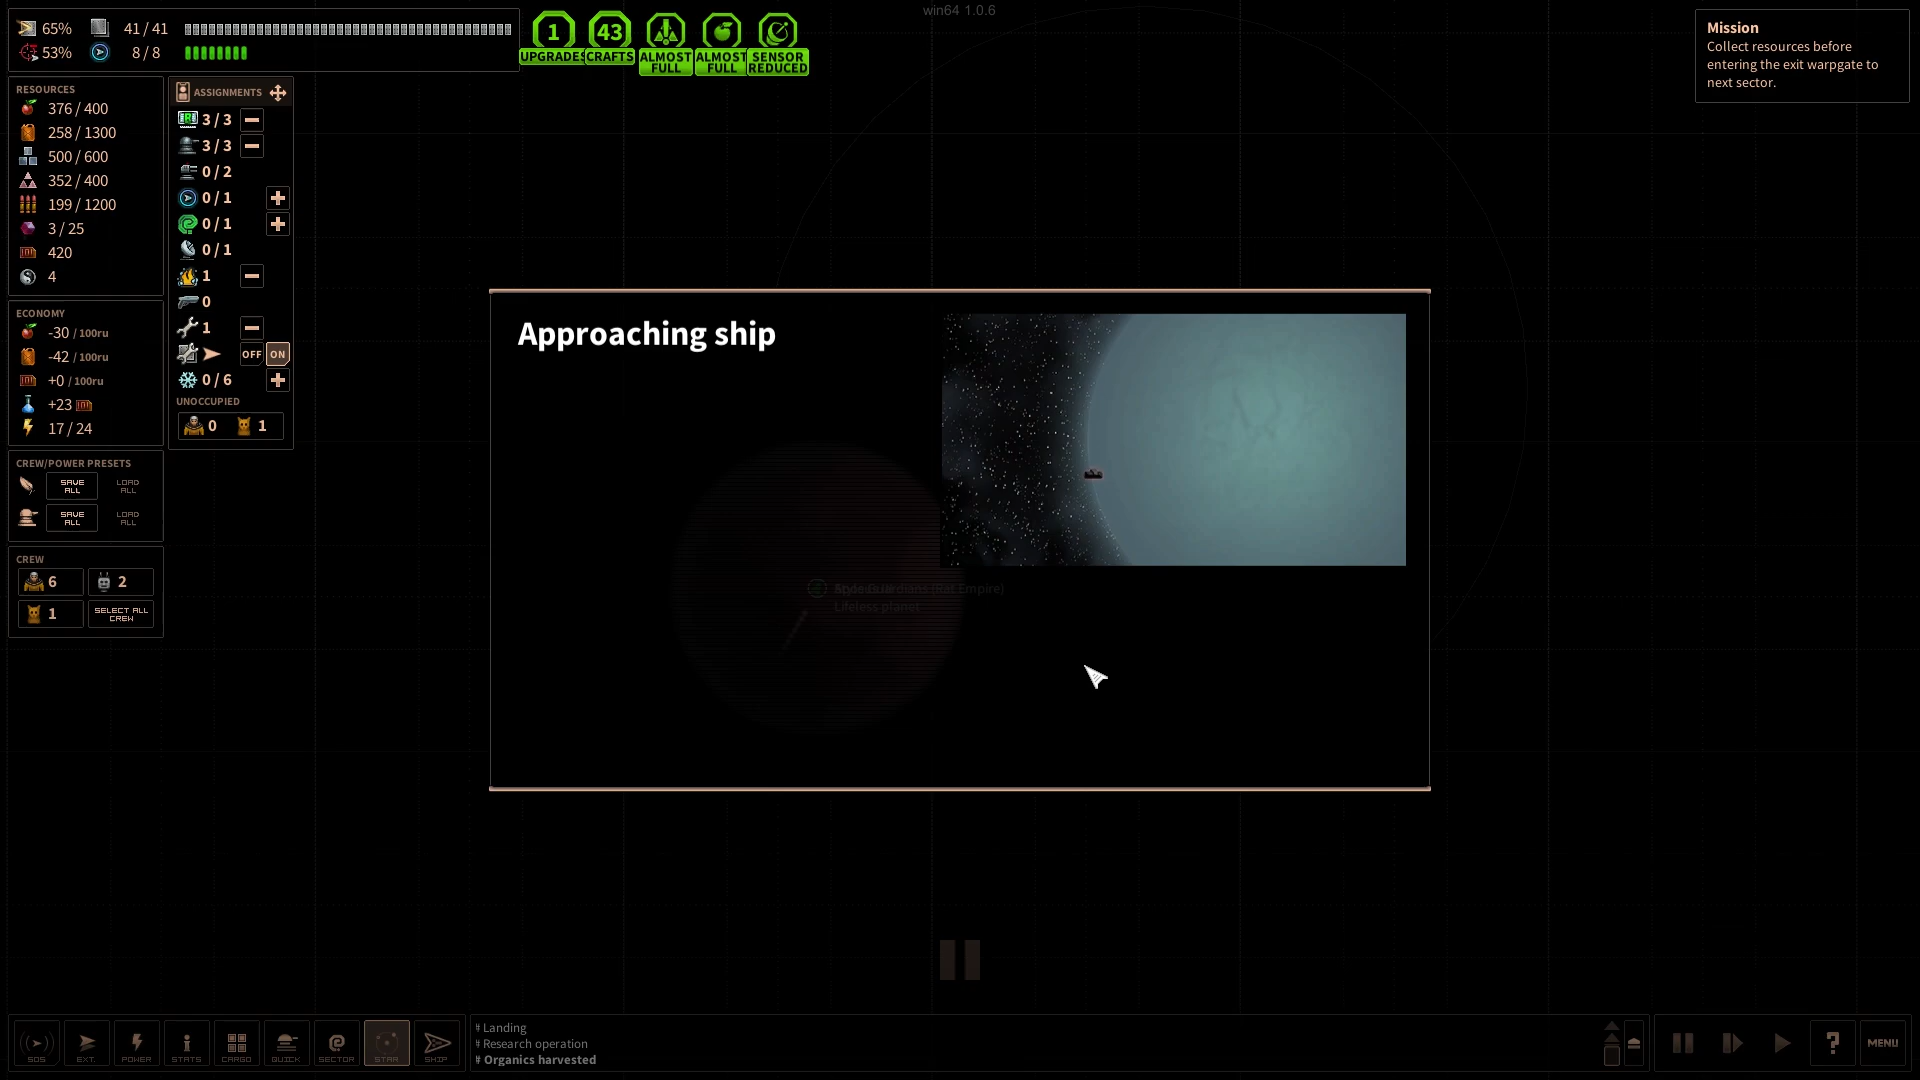 win64 1.0.6
65%
41 / 41
53%
8 / 8
1
UPGRADES
43
CRAFTS
ALMOST
FULL
ALMOST
FULL
SENSOR
REDUCED
Mission
Collect resources before
entering the exit warpgate to
next sector.
RESOURCES
376 / 400
258 / 1300
500 / 600
352 / 400
199 / 1200
3 / 25
420
4
ASSIGNMENTS
3 / 3
3 / 3
0 / 2
0 / 1
0 / 1
0 / 1
1
0
1
OFF
ON
0 / 6
UNOCCUPIED
0
1
ECONOMY
-30 / 100ru
-42 / 100ru
+0 / 100ru
+23
17 / 24
CREW/POWER PRESETS
SAVE
ALL
LOAD
ALL
SAVE
ALL
LOAD
ALL
CREW
6
2
1
SELECT ALL
CREW
Approaching ship
(Rat Empire)
Lifeless planet
SOS
EXT.
POWER
STATS
CARGO
QUICK
SECTOR
STAR
SHIP
Landing
Research operation
Organics harvested
?
MENU